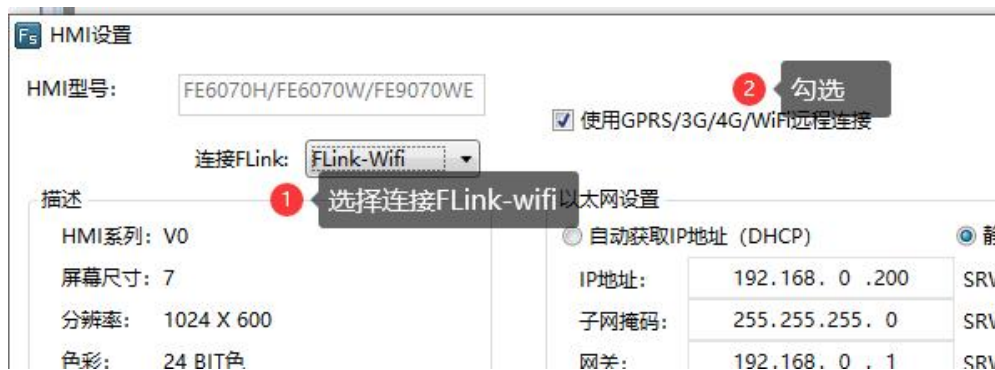 Fs HMI设置
HMI型号: FE6070H/FE6070W/FE9070WE
2 勾选
使用GPRS/3G/4G/WiFi远程连接
连接FLink: FLink-Wifi
1 选择连接FLink-wifi
描述
以太网设置
HMI系列: V0
自动获取IP地址 (DHCP)
屏幕尺寸: 7
IP地址: 192.168. 0 .200 SRW
分辨率: 1024 X 600
子网掩码: 255.255.255. 0 SRW
色彩: 24 BIT色
网关: 192.168. 0 . 1 SRW